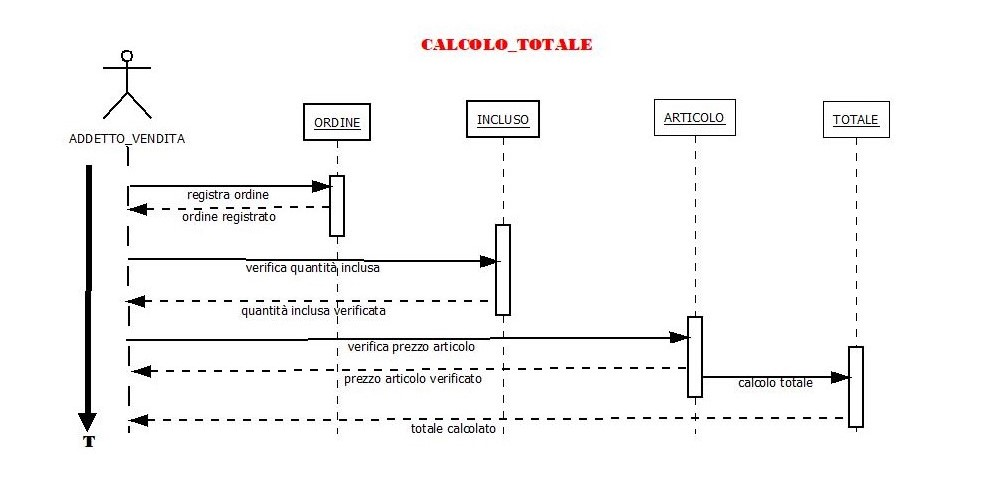 CALCOLO_TOTALE
ADDETTO_VENDITA
ORDINE
INCLUSO
ARTICOLO
TOTALE
registra ordine
ordine registrato
verifica quantità inclusa
quantità inclusa verificata
verifica prezzo articolo
prezzo articolo verificato
calcolo totale
totale calcolato
T